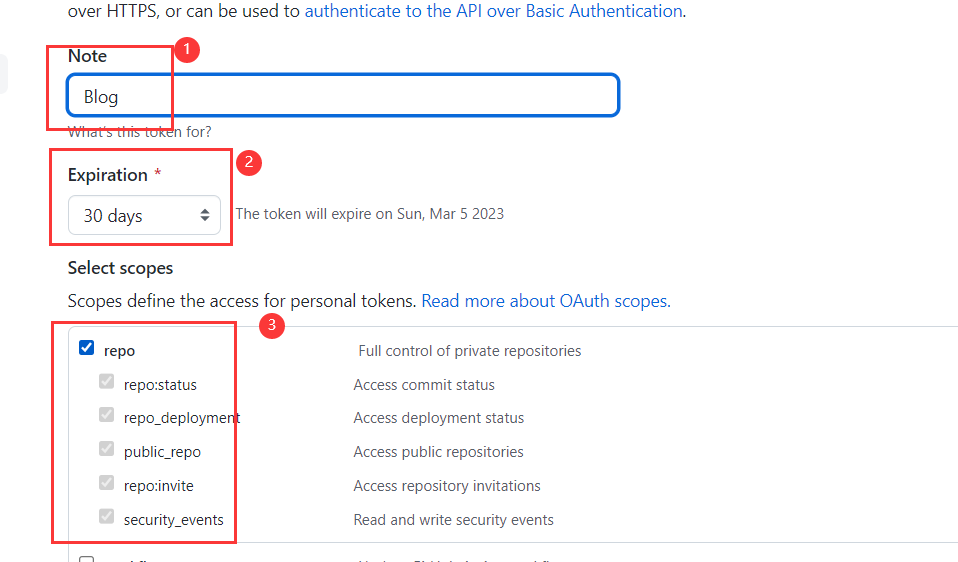 over HTTPS, or can be used to authenticate to the API over Basic Authentication.
Note 1
Blog
What's this token for?
Expiration * 2
30 days The token will expire on Sun, Mar 5 2023
Select scopes
Scopes define the access for personal tokens. Read more about OAuth scopes.
3
repo Full control of private repositories
repo:status Access commit status
repo_deployment Access deployment status
public_repo Access public repositories
repo:invite Access repository invitations
security_events Read and write security events